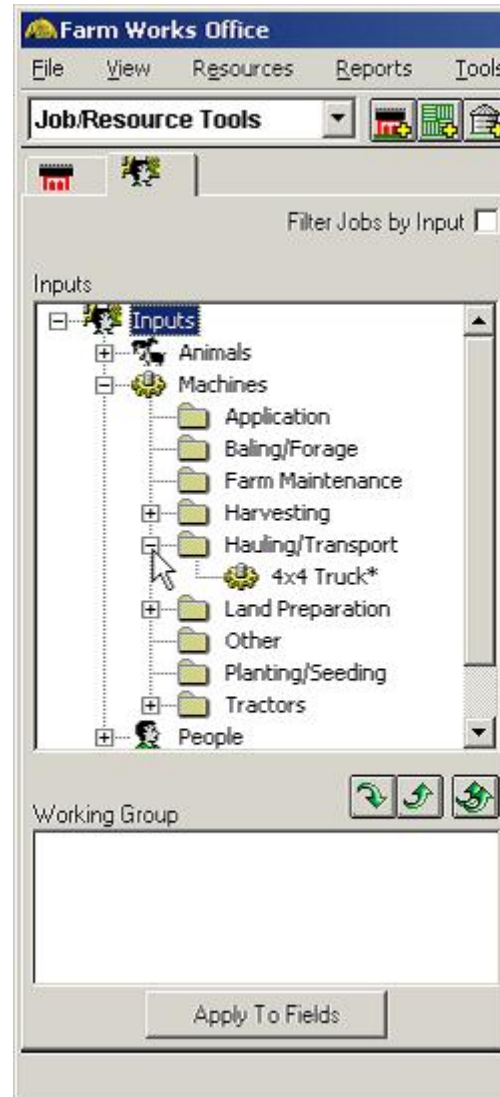 Farm Works Office
File View Resources Reports Tools
Job/Resource Tools
Filter Jobs by Input
Inputs
Inputs
Animals
Machines
Application
Baling/Forage
Farm Maintenance
Harvesting
Hauling/Transport
4x4 Truck*
Land Preparation
Other
Planting/Seeding
Tractors
People
Working Group
Apply To Fields